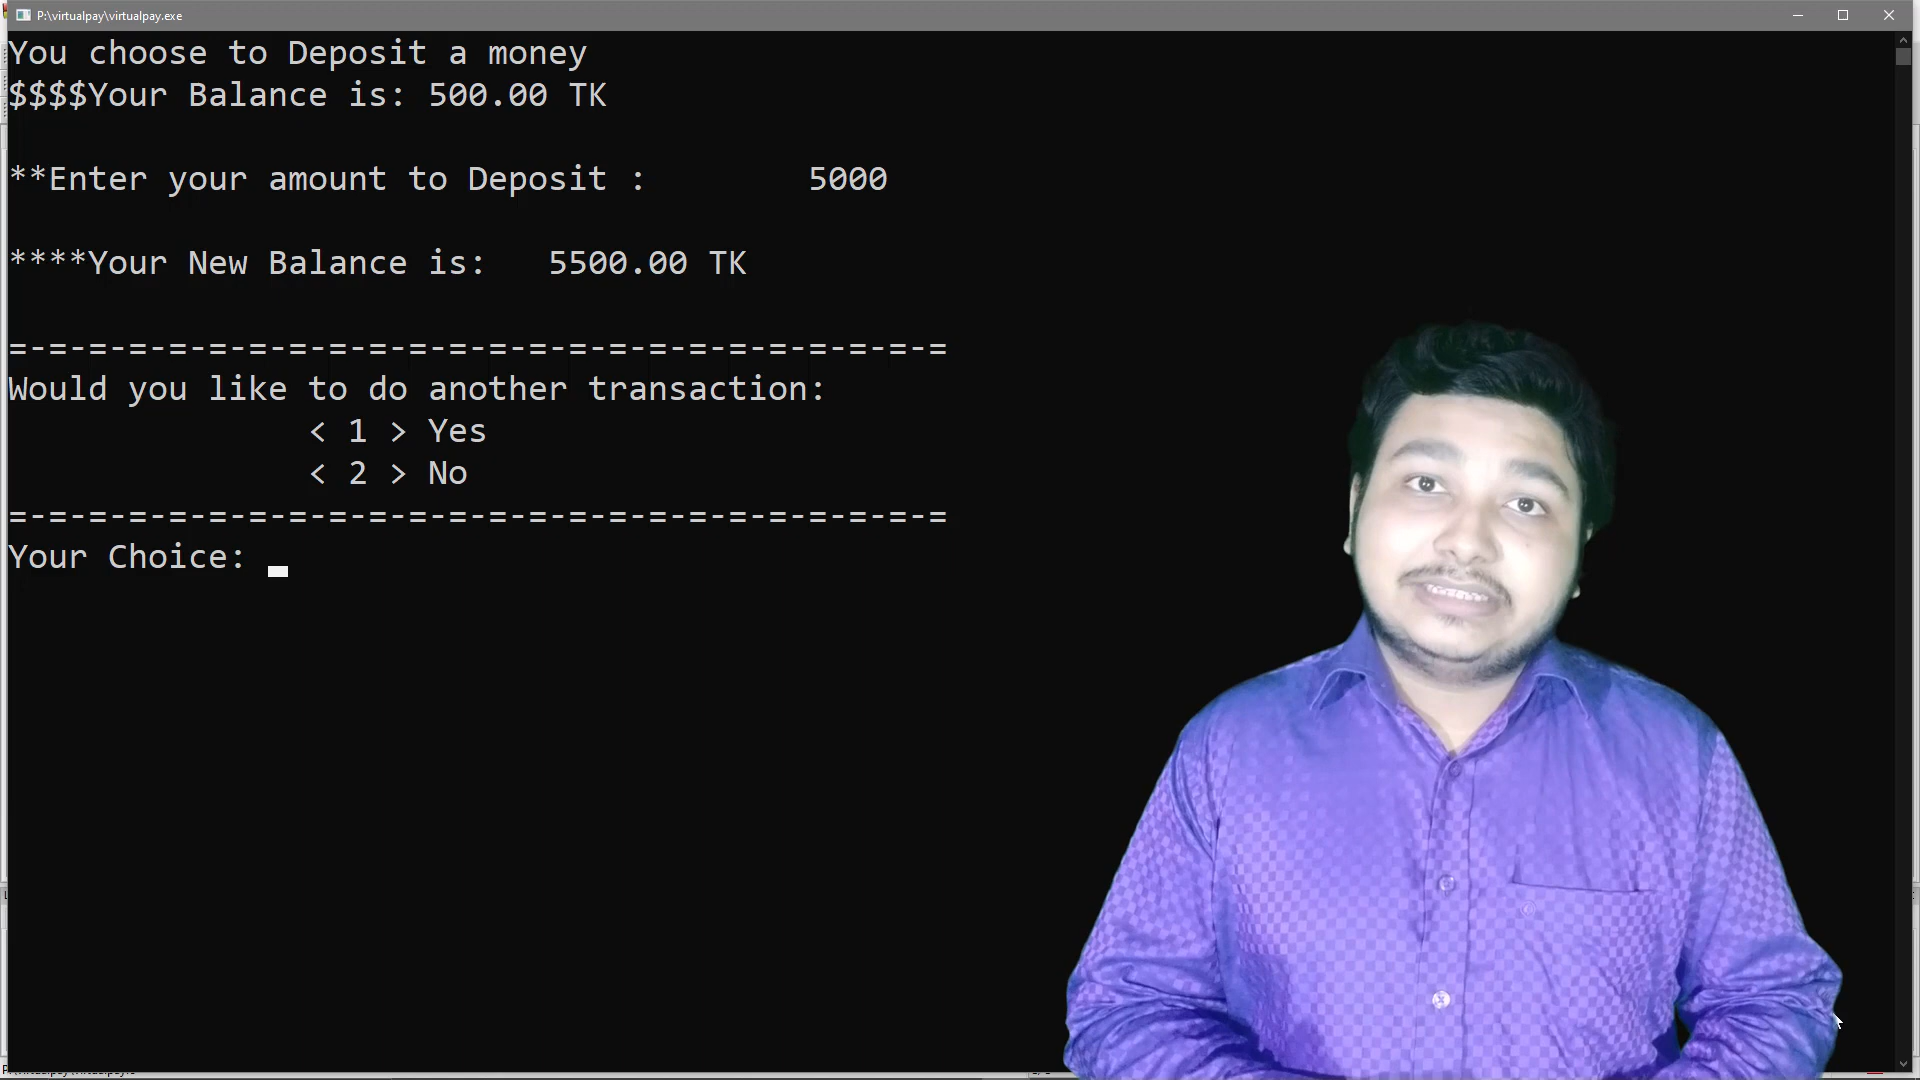 P:\virtualpay\virtualpay.exe
You choose to Deposit a money
$$$$Your Balance is: 500.00 TK
**Enter your amount to Deposit : 5000
****Your New Balance is: 5500.00 TK
=-=-=-=-=-=-=-=-=-=-=-=-=-=-=-=-=-=-=-=-=-=-=-=
Would you like to do another transaction:
< 1 > Yes
< 2 > No
=-=-=-=-=-=-=-=-=-=-=-=-=-=-=-=-=-=-=-=-=-=-=-=
Your Choice: